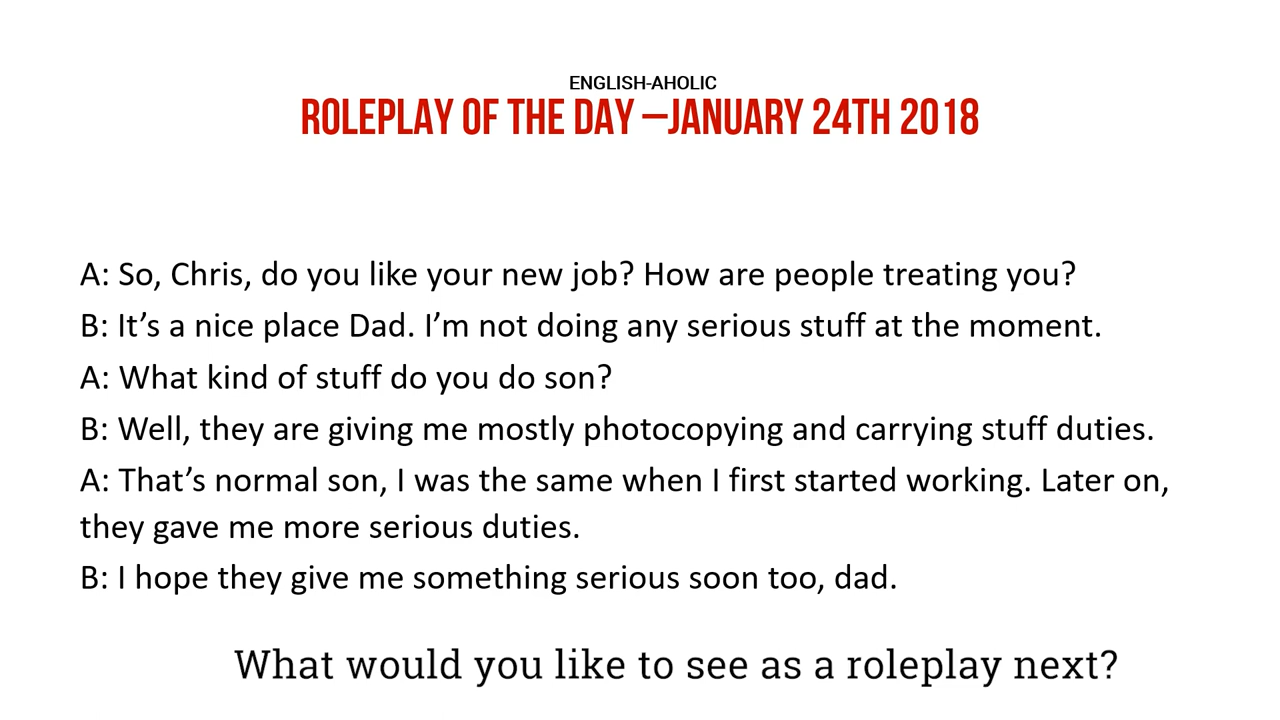 ENGLISH-AHOLIC
ROLEPLAY OF THE DAY –JANUARY 24TH 2018
A: So, Chris, do you like your new job? How are people treating you?
B: It’s a nice place Dad. I’m not doing any serious stuff at the moment.
A: What kind of stuff do you do son?
B: Well, they are giving me mostly photocopying and carrying stuff duties.
A: That’s normal son, I was the same when I first started working. Later on,
they gave me more serious duties.
B: I hope they give me something serious soon too, dad.
What would you like to see as a roleplay next?